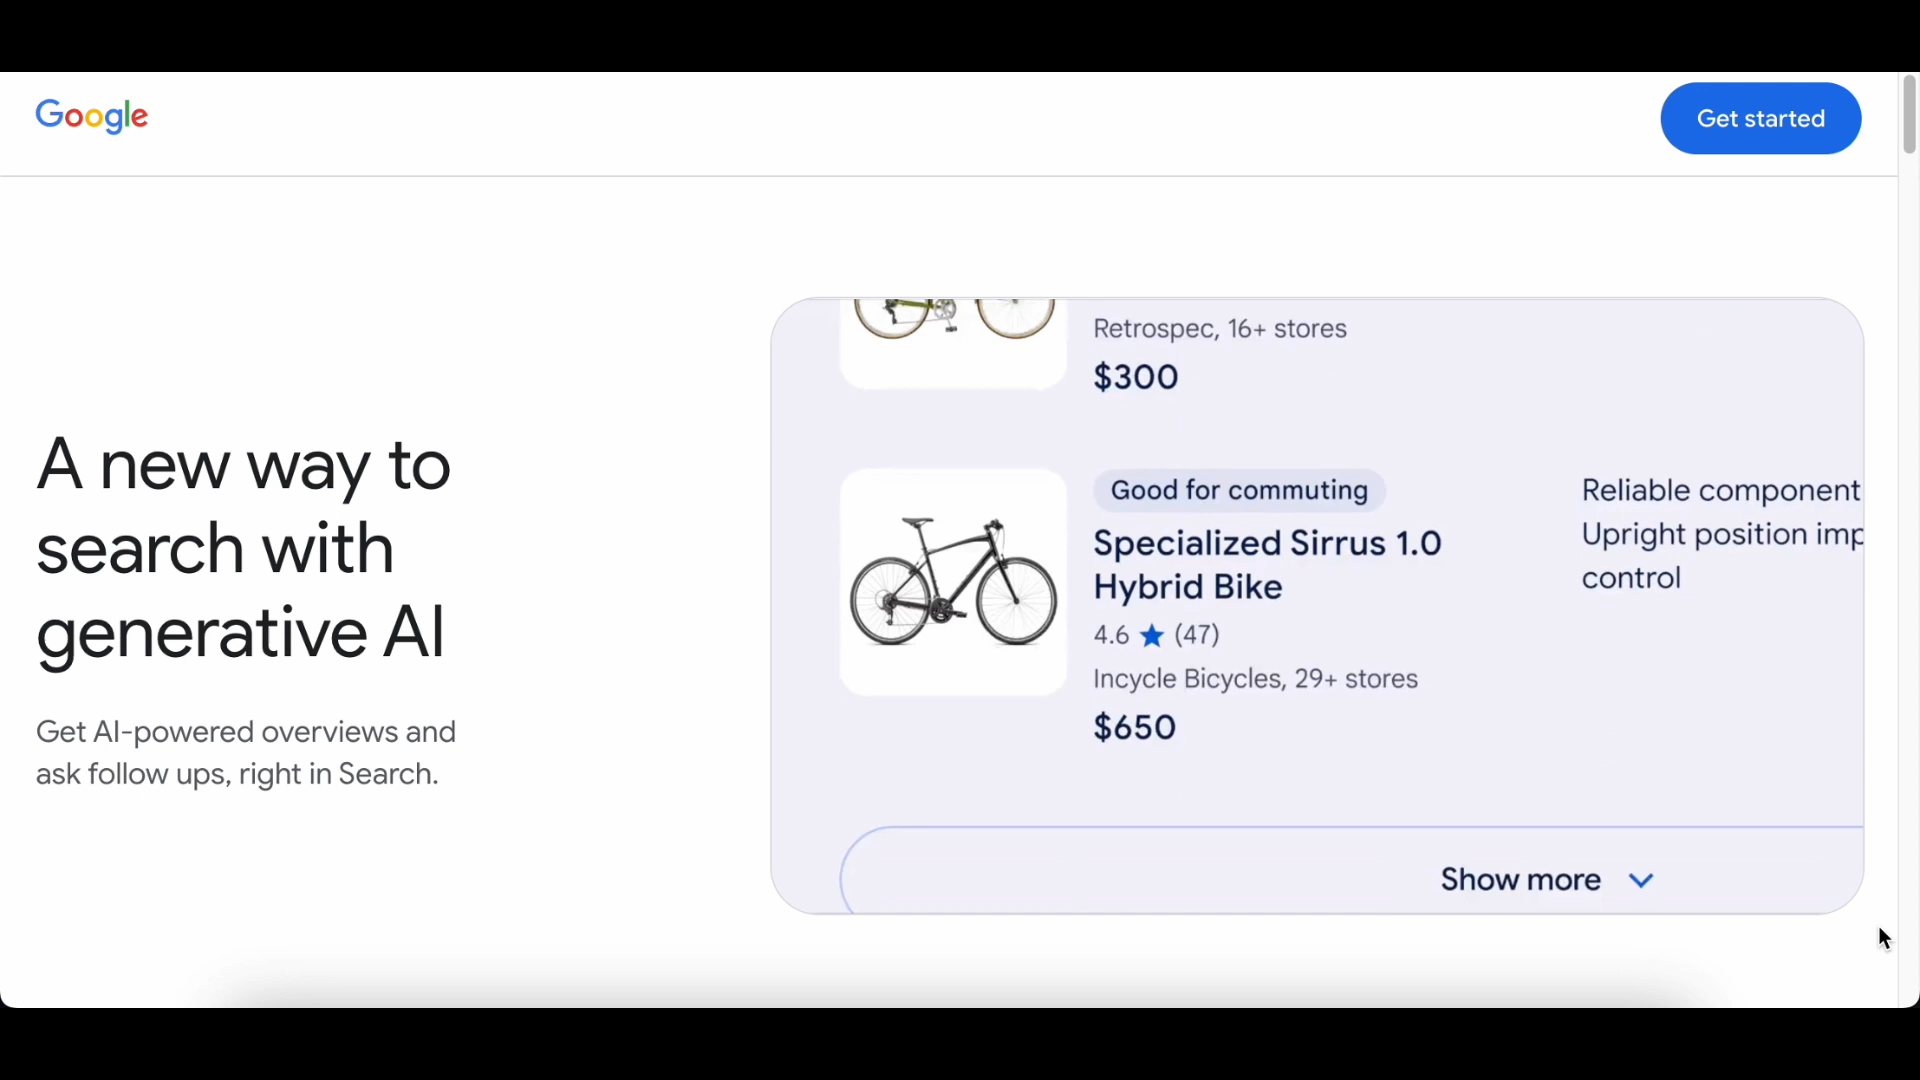 Google
Get started
A new way to
search with
generative AI
Get AI-powered overviews and
ask follow ups, right in Search.
Retrospec, 16+ stores
$300
Good for commuting
Specialized Sirrus 1.0
Hybrid Bike
4.6 ★ (47)
Incycle Bicycles, 29+ stores
$650
Reliable component
Upright position imp
control
Show more